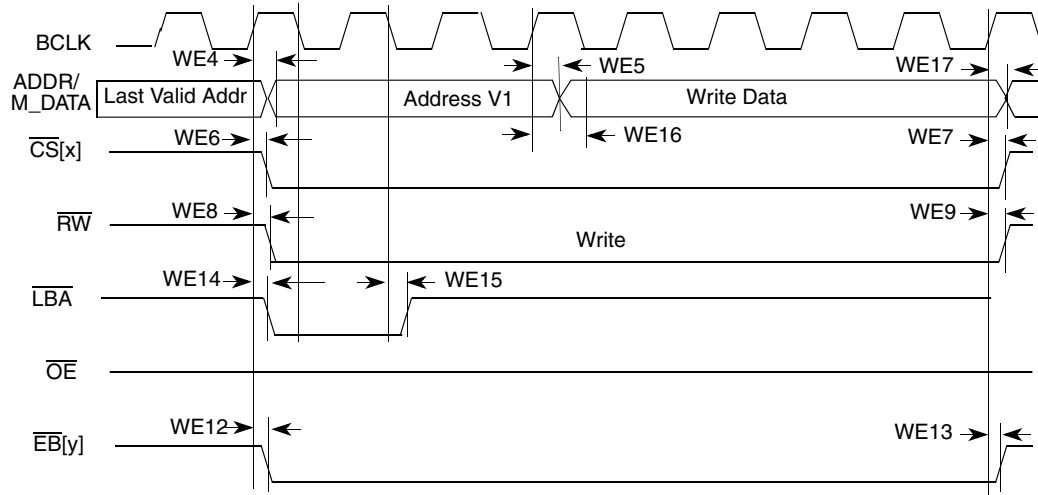 BCLK
WE4
WE5
WE17
ADDR/
M_DATA
Last Valid Addr
Address V1
Write Data
WE6
WE16
WE7
CS[x]
WE8
WE9
RW
Write
WE14
WE15
LBA
OE
WE12
WE13
EB[y]